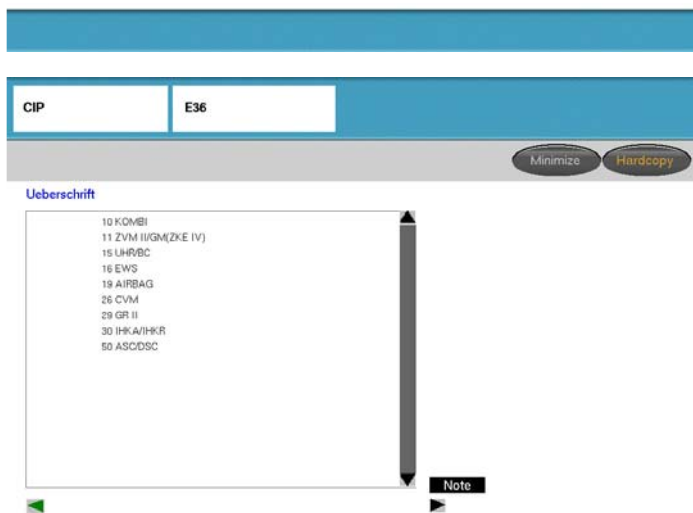 CIP
E36
Minimize
Hardcopy
Ueberschrift
10 KOMBI
11 ZVM II/GM(ZKE IV)
15 UHR/BC
16 EWS
19 AIRBAG
26 CVM
29 GR II
30 IHKA/IHKR
50 ASC/DSC
Note